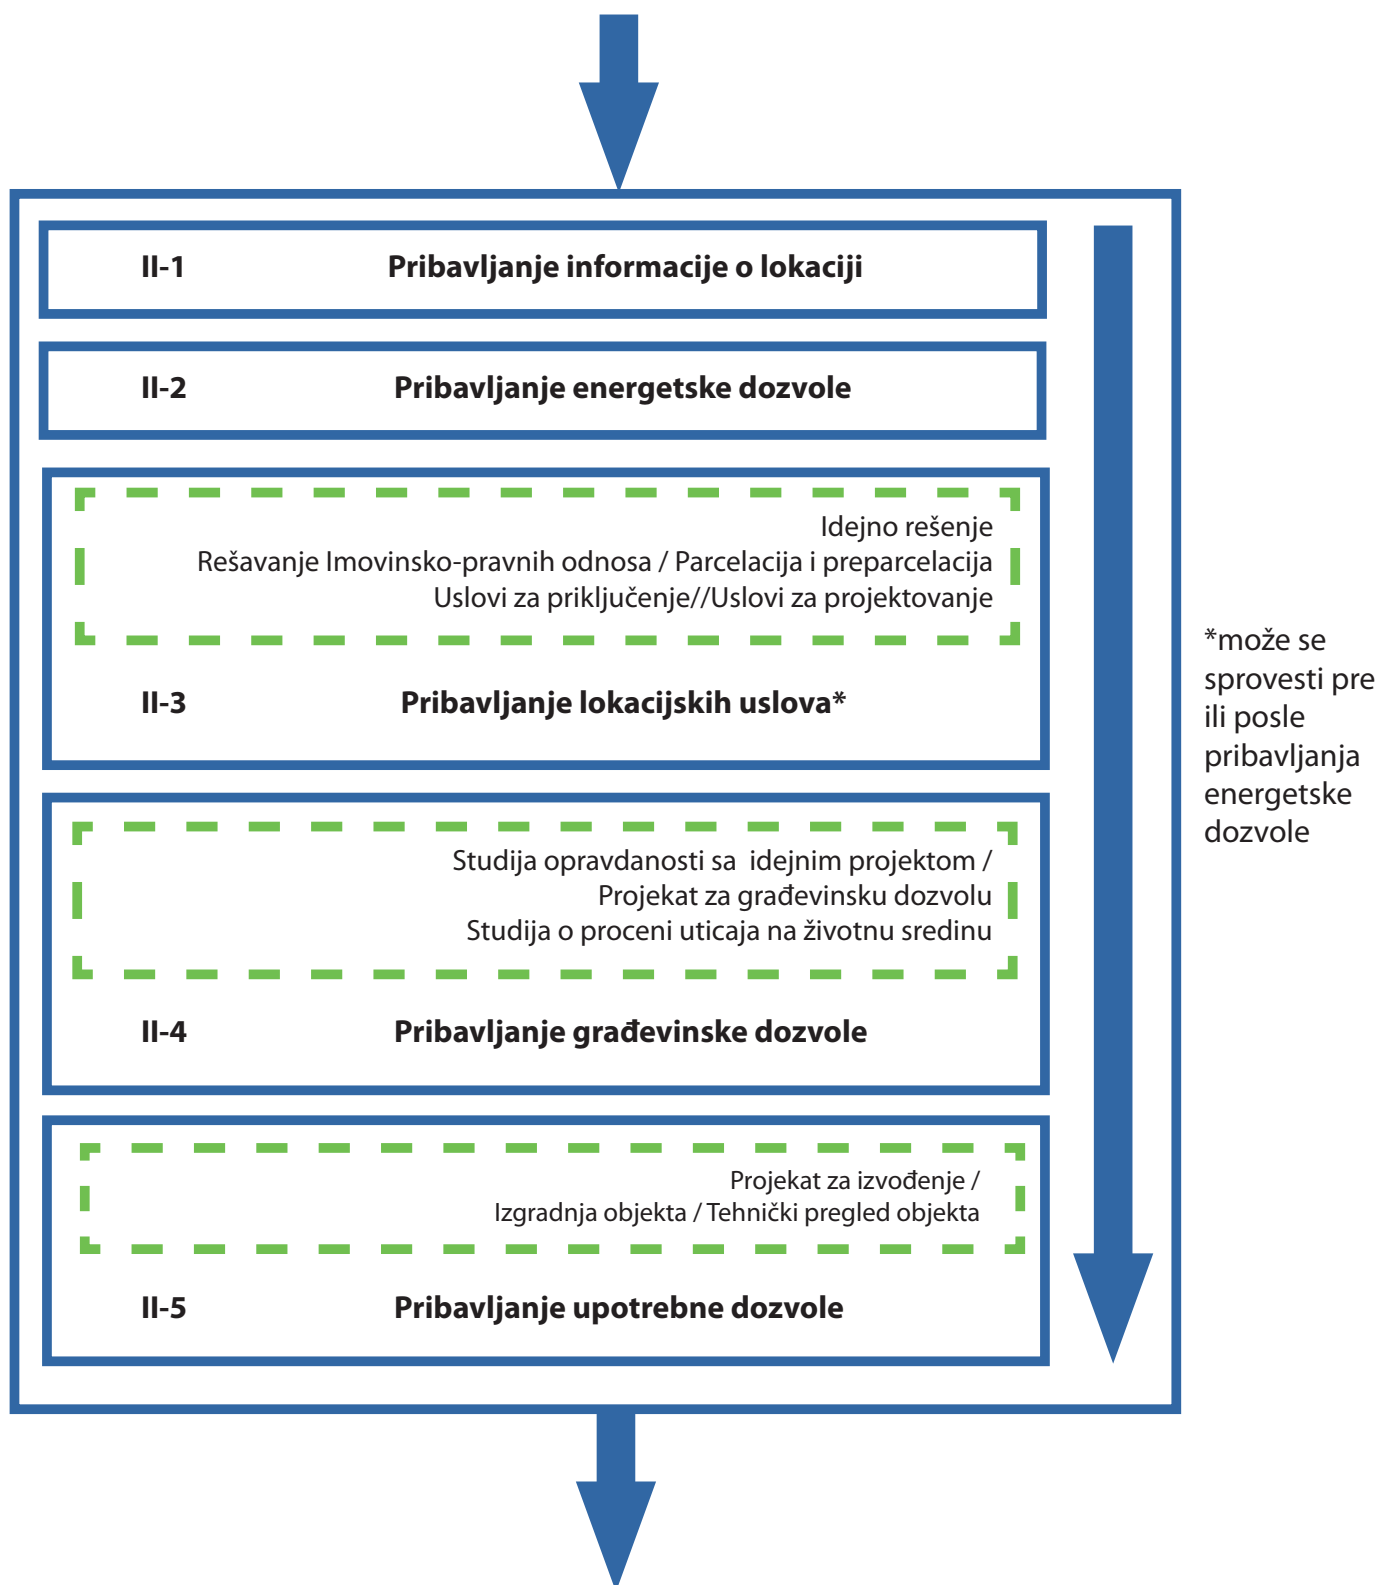 II-1 Pribavljanje informacije o lokaciji
II-2 Pribavljanje energetske dozvole
Idejno rešenje
Rešavanje Imovinsko-pravnih odnosa / Parcelacija i preparcelacija
Uslovi za priključenje//Uslovi za projektovanje
II-3 Pribavljanje lokacijskih uslova*
Studija opravdanosti sa idejnim projektom /
Projekat za građevinsku dozvolu
Studija o proceni uticaja na životnu sredinu
II-4 Pribavljanje građevinske dozvole
Projekat za izvođenje /
Izgradnja objekta / Tehnički pregled objekta
II-5 Pribavljanje upotrebne dozvole
*može se
sprovesti pre
ili posle
pribavljanja
energetske
dozvole